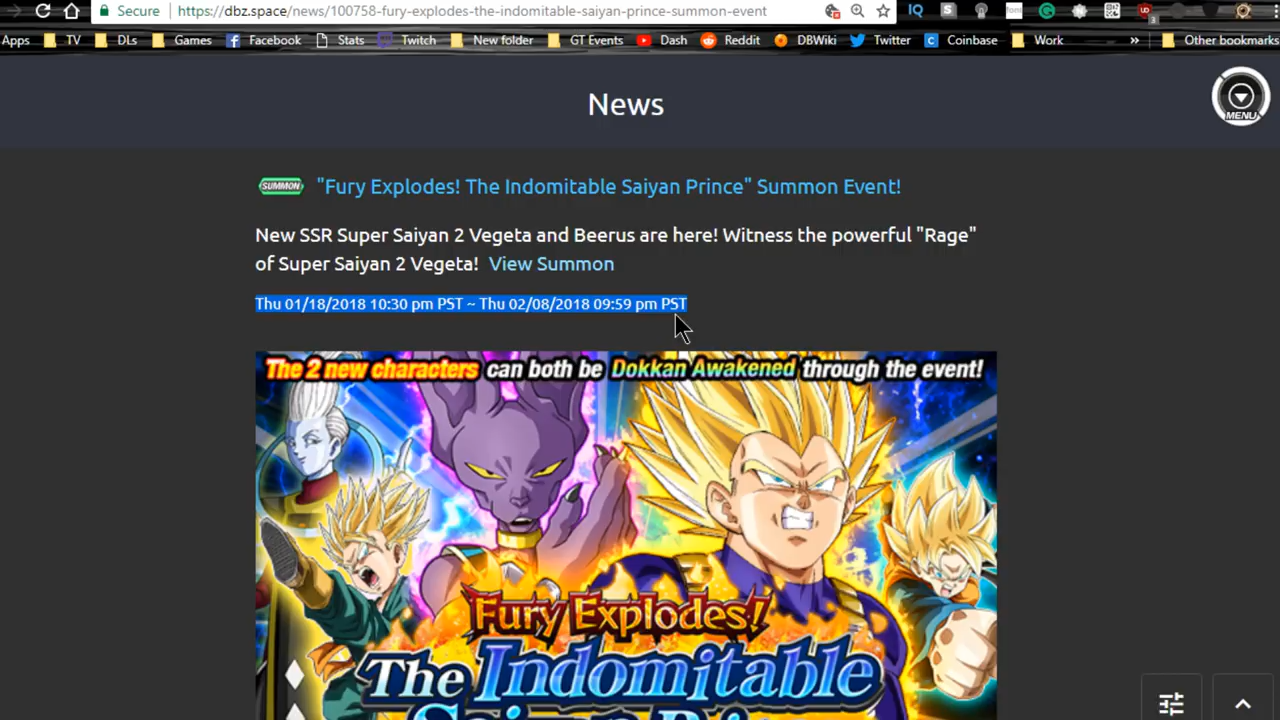 Secure https://dbz.space/news/100758-fury-explodes-the-indomitable-saiyan-prince-summon-event
Apps TV DLs Games Facebook Stats Twitch New folder GT Events Dash Reddit DBWiki Twitter Coinbase Work » Other bookmarks
News
MENU
SUMMON "Fury Explodes! The Indomitable Saiyan Prince" Summon Event!
New SSR Super Saiyan 2 Vegeta and Beerus are here! Witness the powerful "Rage"
of Super Saiyan 2 Vegeta! View Summon
Thu 01/18/2018 10:30 pm PST ~ Thu 02/08/2018 09:59 pm PST
The 2 new characters can both be Dokkan Awakened through the event!
Fury Explodes!
The Indomitable
Saiyan Prince